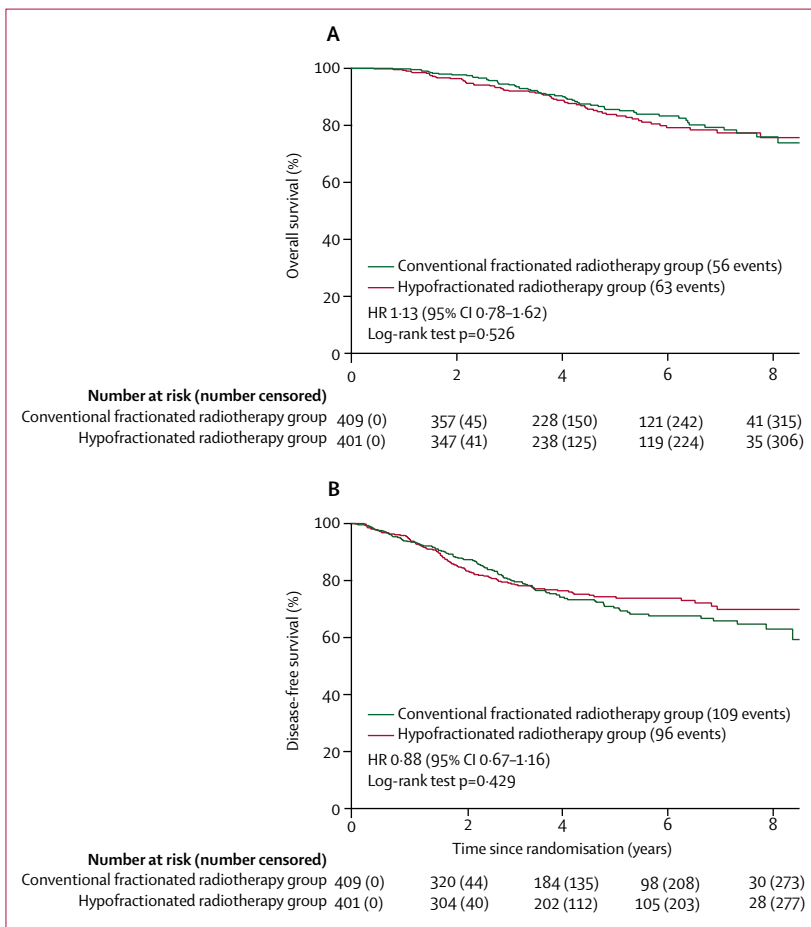 A
100
80
60
40
20
0
Overall survival (%)
Conventional fractionated radiotherapy group (56 events)
Hypofractionated radiotherapy group (63 events)
HR 1·13 (95% CI 0·78–1·62)
Log-rank test p=0·526
0 2 4 6 8
Number at risk (number censored)
Conventional fractionated radiotherapy group 409 (0) 357 (45) 228 (150) 121 (242) 41 (315)
Hypofractionated radiotherapy group 401 (0) 347 (41) 238 (125) 119 (224) 35 (306)
B
100
80
60
40
20
0
Disease-free survival (%)
Conventional fractionated radiotherapy group (109 events)
Hypofractionated radiotherapy group (96 events)
HR 0·88 (95% CI 0·67–1·16)
Log-rank test p=0·429
0 2 4 6 8
Time since randomisation (years)
Number at risk (number censored)
Conventional fractionated radiotherapy group 409 (0) 320 (44) 184 (135) 98 (208) 30 (273)
Hypofractionated radiotherapy group 401 (0) 304 (40) 202 (112) 105 (203) 28 (277)